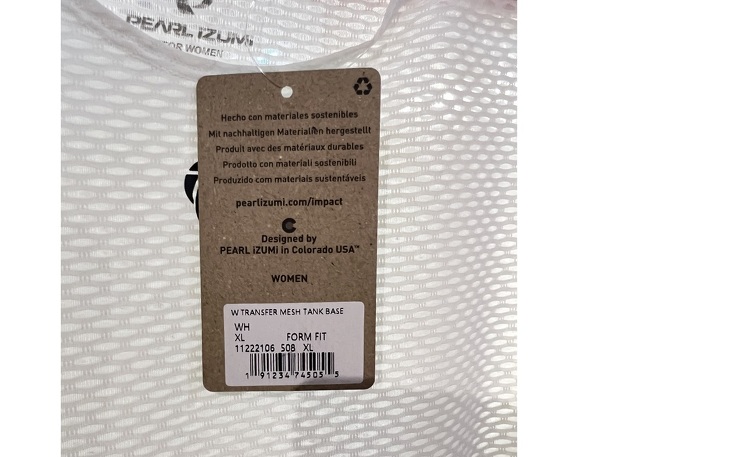 PEARL iZUMi
FOR WOMEN
Hecho con materiales sostenibles
Mit nachhaltigen Materialien hergestellt
Produit avec des matériaux durables
Prodotto con materiali sostenibili
Produzido com materiais sustentáveis
pearlizumi.com/impact
Designed by
PEARL iZUMi in Colorado USA™
WOMEN
W TRANSFER MESH TANK BASE
WH
XL FORM FIT
11222106 508 XL
1 91234 74505 5